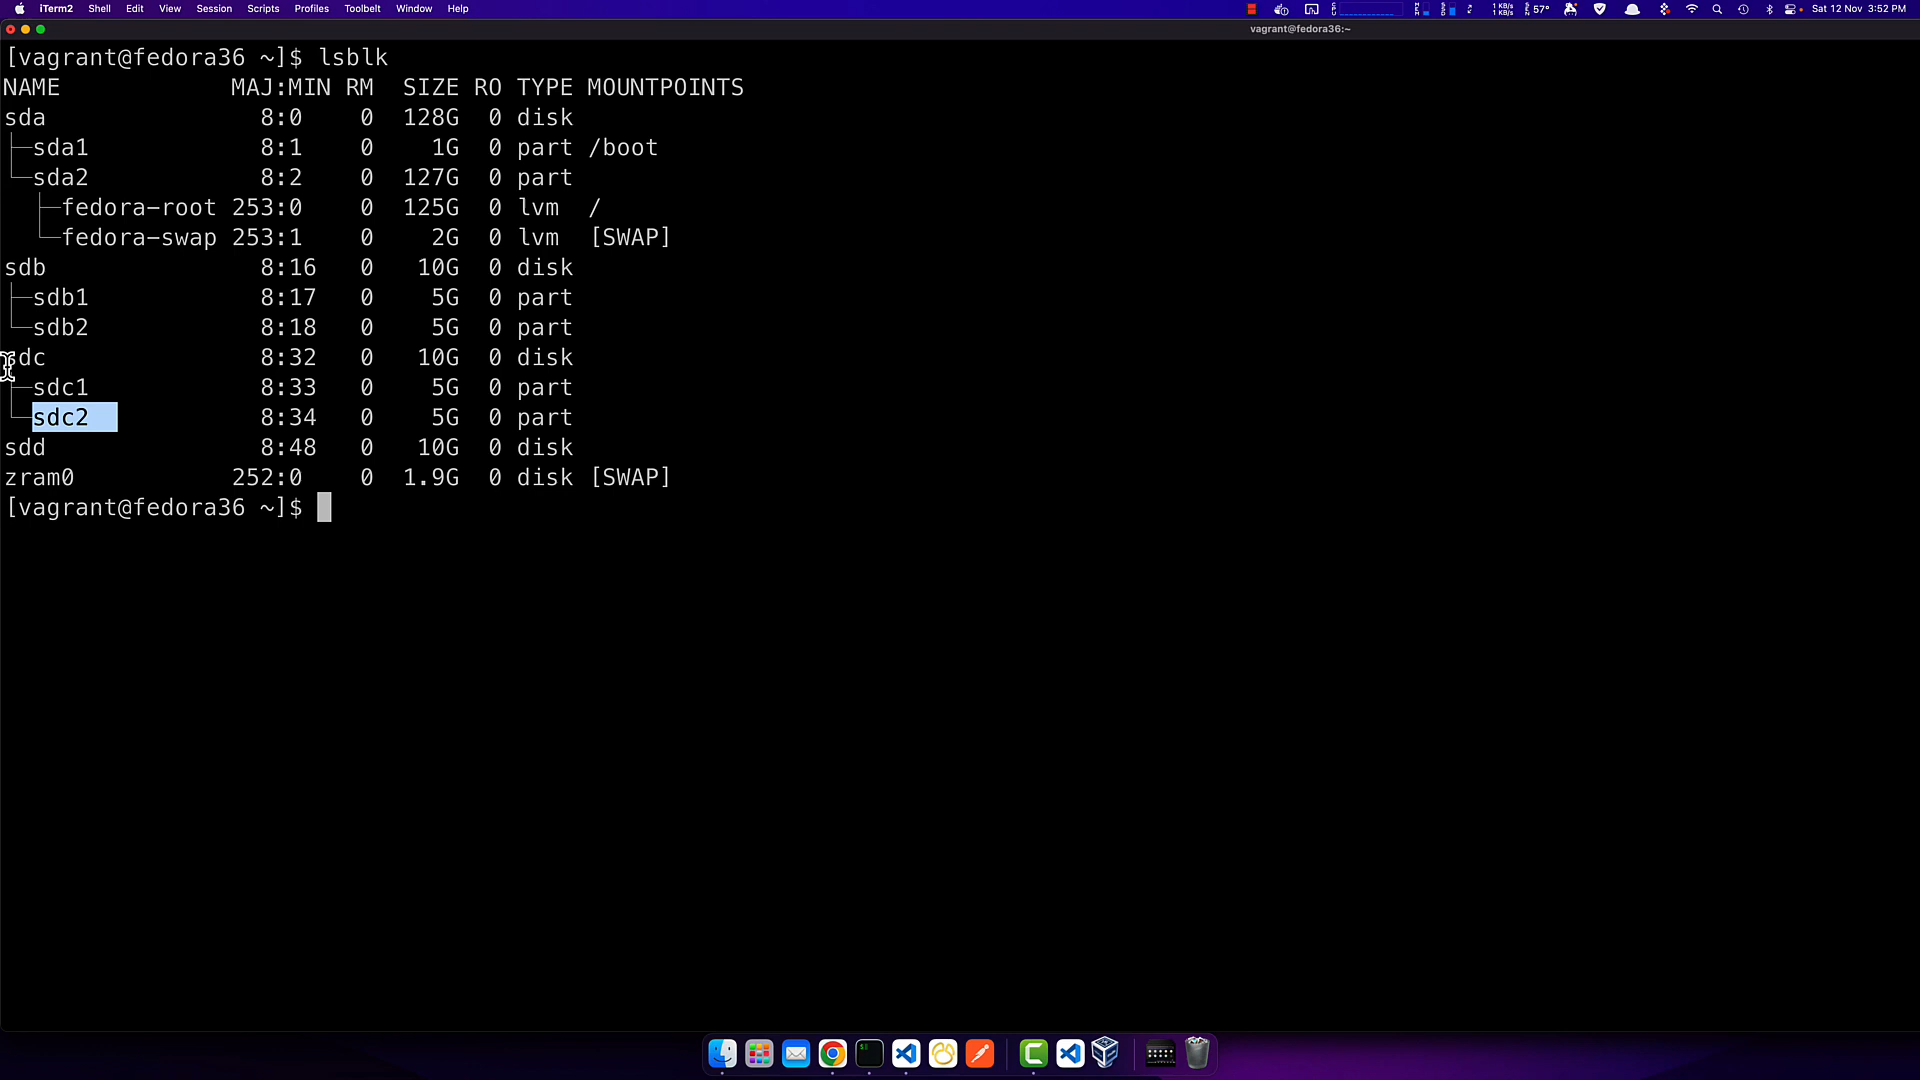 iTerm2 Shell Edit View Session Scripts Profiles Toolbelt Window Help 1 KB/s 1 KB/s 57° Sat 12 Nov 3:52 PM
vagrant@fedora36:~
[vagrant@fedora36 ~]$ lsblk
NAME MAJ:MIN RM SIZE RO TYPE MOUNTPOINTS
sda 8:0 0 128G 0 disk
├─sda1 8:1 0 1G 0 part /boot
└─sda2 8:2 0 127G 0 part
├─fedora-root 253:0 0 125G 0 lvm /
└─fedora-swap 253:1 0 2G 0 lvm [SWAP]
sdb 8:16 0 10G 0 disk
├─sdb1 8:17 0 5G 0 part
└─sdb2 8:18 0 5G 0 part
sdc 8:32 0 10G 0 disk
├─sdc1 8:33 0 5G 0 part
└─sdc2 8:34 0 5G 0 part
sdd 8:48 0 10G 0 disk
zram0 252:0 0 1.9G 0 disk [SWAP]
[vagrant@fedora36 ~]$